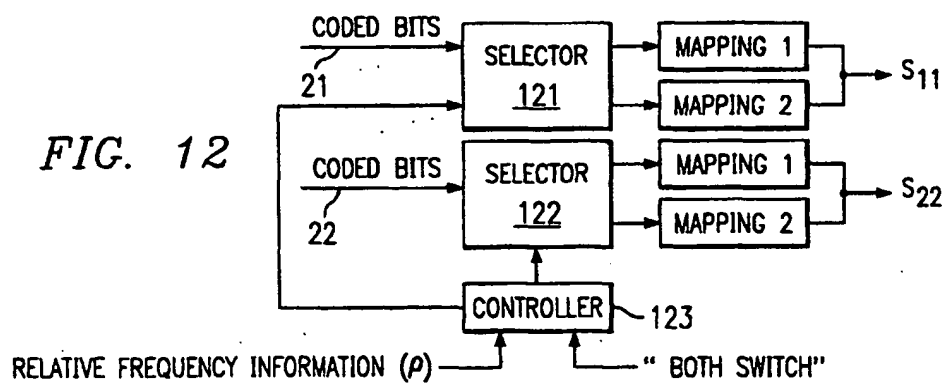 CODED BITS
21
SELECTOR
121
MAPPING 1
MAPPING 2
S11
FIG. 12
CODED BITS
22
SELECTOR
122
MAPPING 1
MAPPING 2
S22
CONTROLLER
123
RELATIVE FREQUENCY INFORMATION (ρ)
" BOTH SWITCH"